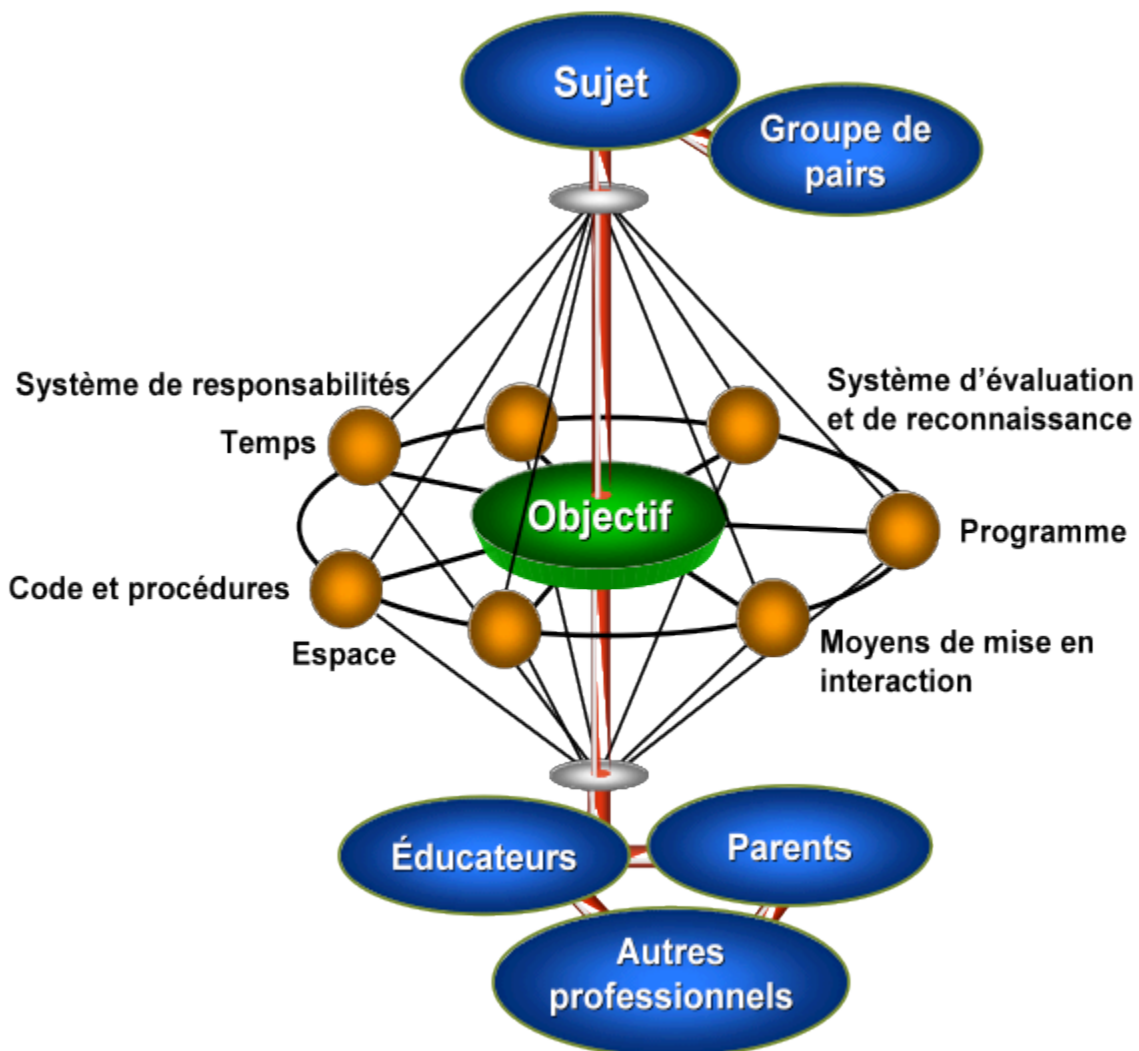 Sujet
Groupe de
pairs
Système de responsabilités
Système d’évaluation
et de reconnaissance
Temps
Objectif
Programme
Code et procédures
Espace
Moyens de mise en
interaction
Éducateurs
Parents
Autres
professionnels